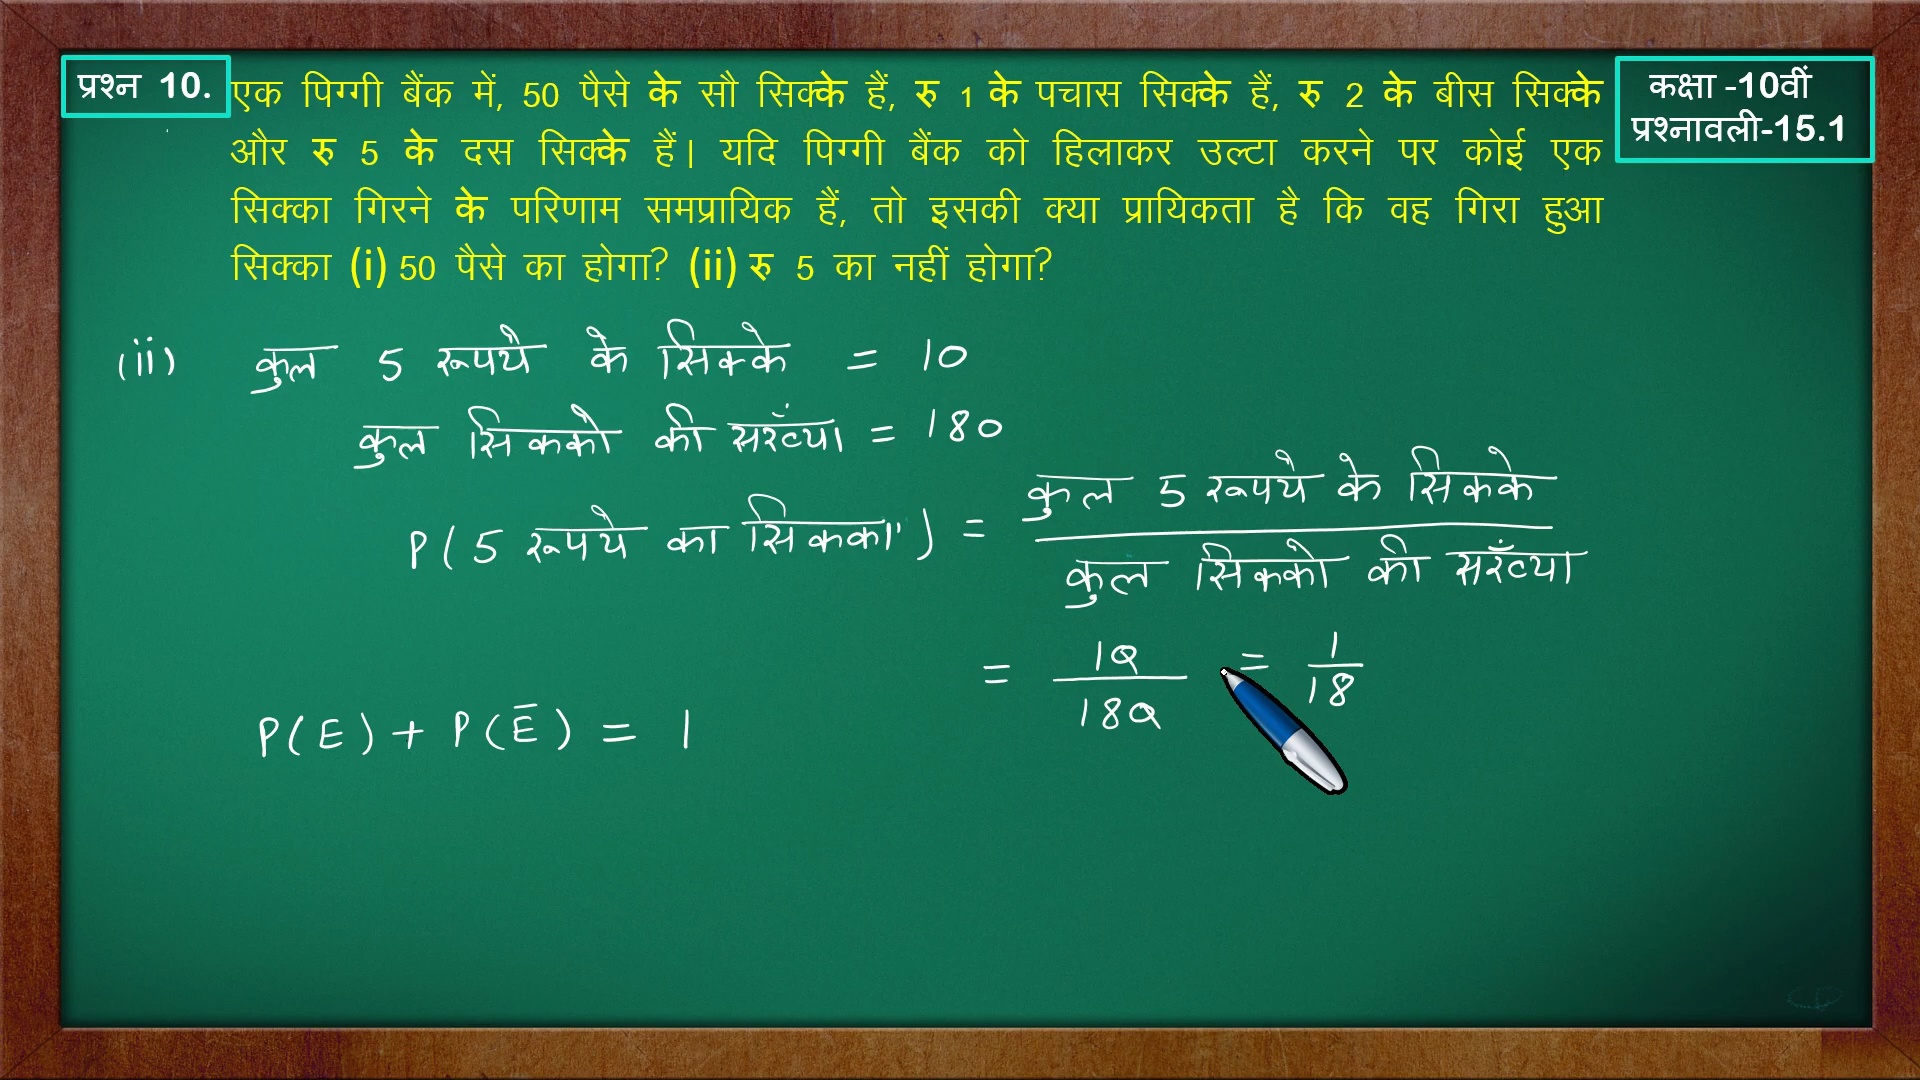 प्रश्न 10.
एक पिग्गी बैंक में, 50 पैसे के सौ सिक्के हैं, रु 1 के पचास सिक्के हैं, रु 2 के बीस सिक्के
और रु 5 के दस सिक्के हैं। यदि पिग्गी बैंक को हिलाकर उल्टा करने पर कोई एक
सिक्का गिरने के परिणाम समप्रायिक हैं, तो इसकी क्या प्रायिकता है कि वह गिरा हुआ
सिक्का (i) 50 पैसे का होगा? (ii) रु 5 का नहीं होगा?
कक्षा -10वीं
प्रश्नावली-15.1
(ii) कुल 5 रूपये के सिक्के = 10
कुल सिक्को की सँख्या = 180
P(5 रूपये का सिक्का) = कुल 5 रूपये के सिक्के
कुल सिक्को की सँख्या
= 10/180 = 1/18
P(E) + P(Ē) = 1